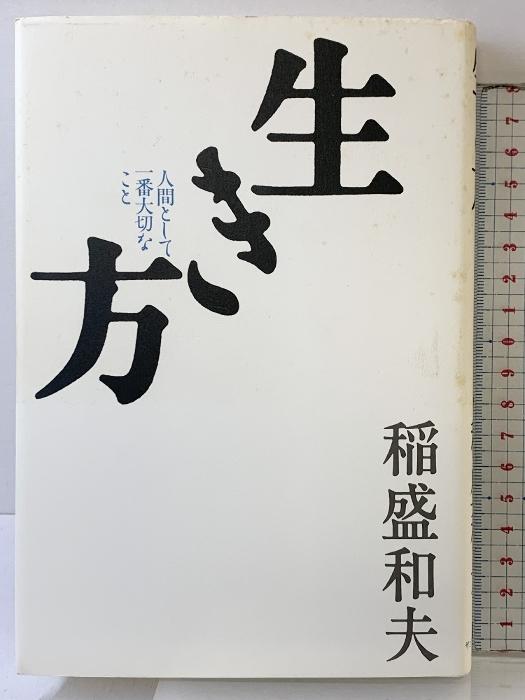 生き方
人間として
一番大切な
こと
稲盛和夫